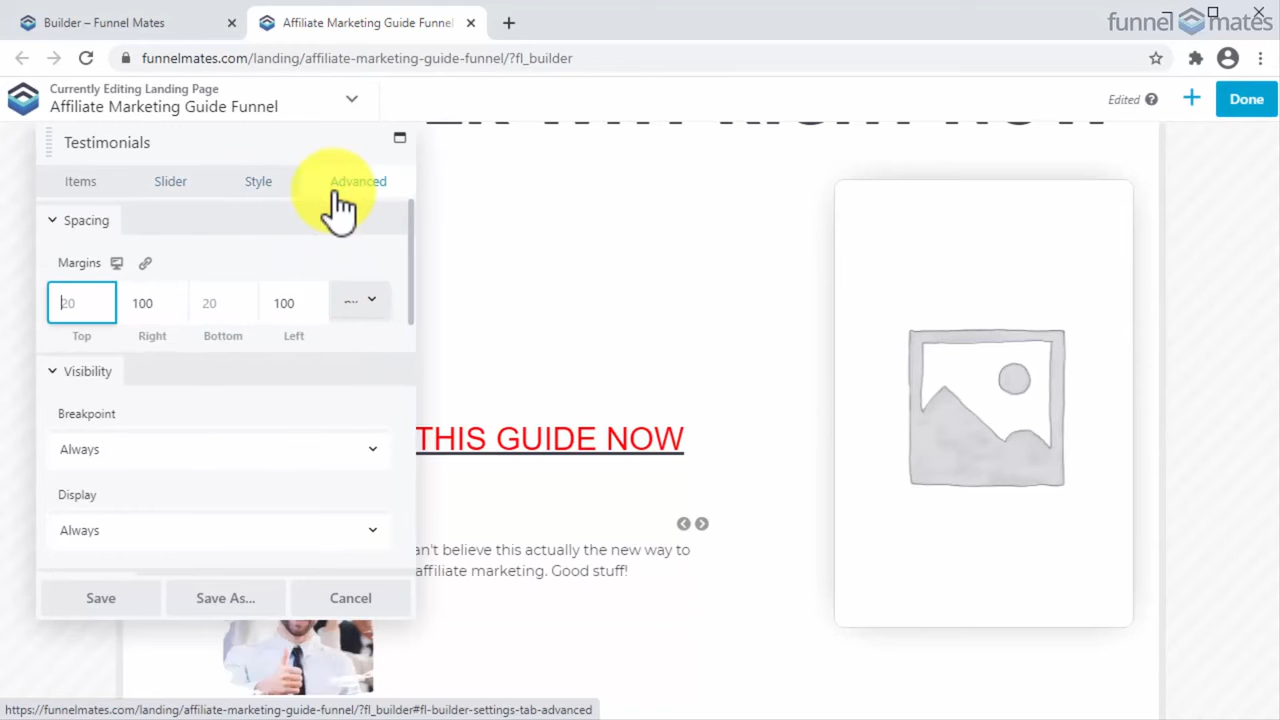 Builder – Funnel Mates
Affiliate Marketing Guide Funnel
funnel mates
funnelmates.com/landing/affiliate-marketing-guide-funnel/?fl_builder
Currently Editing Landing Page
Affiliate Marketing Guide Funnel
Edited
Done
Testimonials
Items Slider Style Advanced
Spacing
Margins
20 100 20 100
Top Right Bottom Left
Visibility
Breakpoint
Always
Display
Always
THIS GUIDE NOW
an't believe this actually the new way to
affiliate marketing. Good stuff!
Save Save As... Cancel
https://funnelmates.com/landing/affiliate-marketing-guide-funnel/?fl_builder#fl-builder-settings-tab-advanced